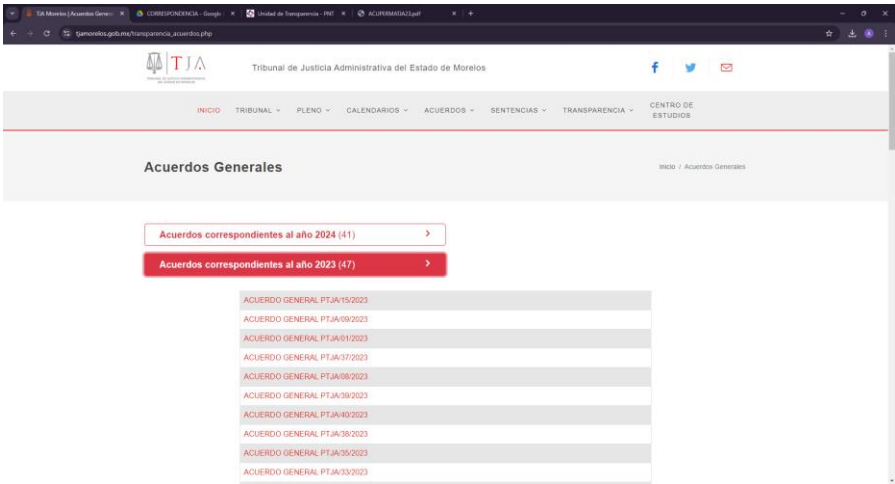 TJA Morelos | Acuerdos Gener
CORRESPONDENCIA - Google
Unidad de Transparencia - PNT
ACUPERMATIA23.pdf
tjamorelos.gob.mx/transparencia_acuerdos.php
TJA
Tribunal de Justicia Administrativa del Estado de Morelos
INICIO TRIBUNAL PLENO CALENDARIOS ACUERDOS SENTENCIAS TRANSPARENCIA CENTRO DE ESTUDIOS
Acuerdos Generales
Inicio / Acuerdos Generales
Acuerdos correspondientes al año 2024 (41)
Acuerdos correspondientes al año 2023 (47)
ACUERDO GENERAL PTJA/15/2023
ACUERDO GENERAL PTJA/09/2023
ACUERDO GENERAL PTJA/01/2023
ACUERDO GENERAL PTJA/37/2023
ACUERDO GENERAL PTJA/08/2023
ACUERDO GENERAL PTJA/39/2023
ACUERDO GENERAL PTJA/40/2023
ACUERDO GENERAL PTJA/38/2023
ACUERDO GENERAL PTJA/35/2023
ACUERDO GENERAL PTJA/33/2023